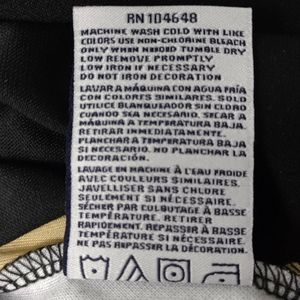 RN 104648
MACHINE WASH COLD WITH LIKE
COLORS USE NON-CHLORINE BLEACH
ONLY WHEN NEEDED TUMBLE DRY
LOW REMOVE PROMPTLY
LOW IRON IF NECESSARY
DO NOT IRON DECORATION
LAVAR A MÁQUINA CON AGUA FRÍA
CON COLORES SIMILARES. SOLO
UTILICE BLANQUEADOR SIN CLORO
CUANDO SEA NECESARIO. SECAR A
MÁQUINA A TEMPERATURA BAJA.
RETIRAR INMEDIATAMENTE.
PLANCHAR A TEMPERATURA BAJA
SI NECESARIO. NO PLANCHAR LA
DECORACIÓN.
LAVAGE EN MACHINE À L'EAU FROIDE
AVEC COULEURS SIMILAIRES.
JAVELLISER SANS CHLORE
SEULEMENT SI NÉCESSAIRE.
SÉCHER PAR CULBUTAGE À BASSE
TEMPÉRATURE. RETIRER
RAPIDEMENT. REPASSER À BASSE
TEMPÉRATURE SI NÉCESSAIRE.
NE PAS REPASSER LA DÉCORATION.